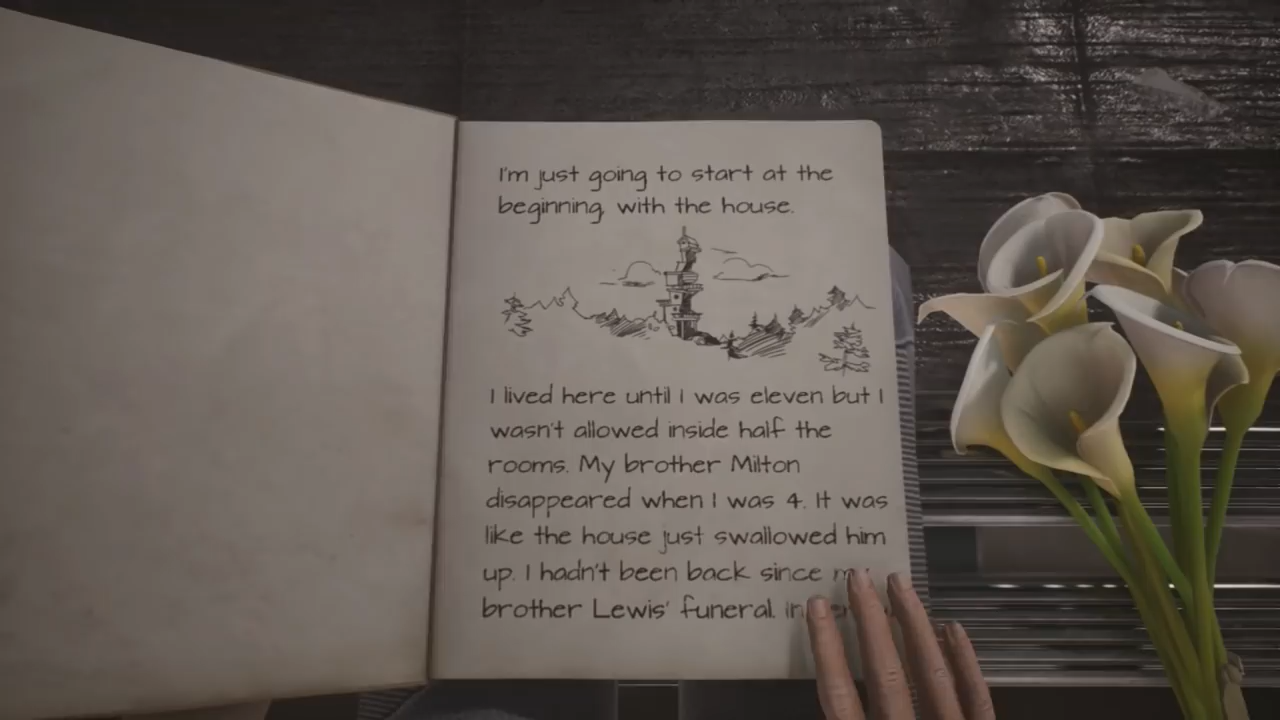 I'm just going to start at the
beginning, with the house.
I lived here until I was eleven but I
wasn't allowed inside half the
rooms. My brother Milton
disappeared when I was 4. It was
like the house just swallowed him
up. I hadn't been back since
brother Lewis' funeral.